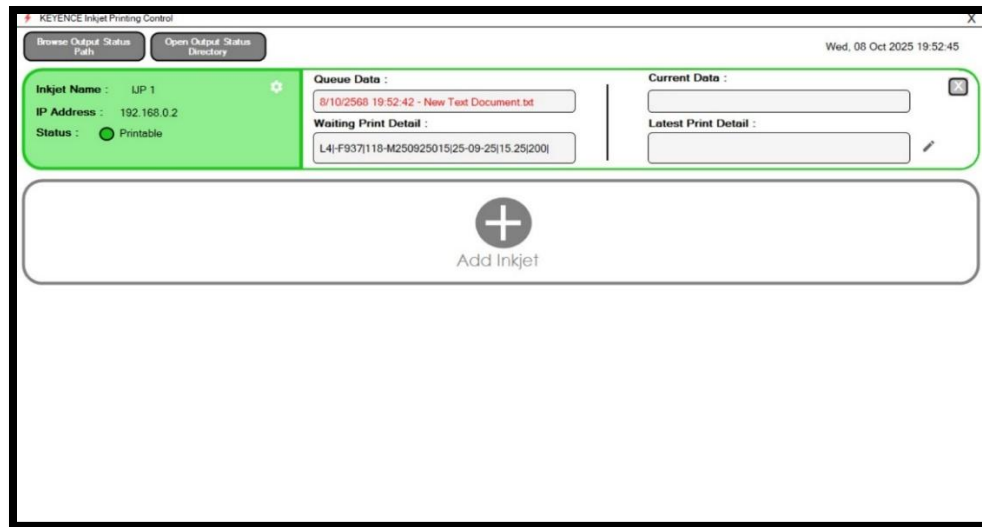 KEYENCE Inkjet Printing Control
X
Browse Output Status
Path
Open Output Status
Directory
Wed, 08 Oct 2025 19:52:45
Inkjet Name : IJP 1
IP Address : 192.168.0.2
Status : Printable
Queue Data :
8/10/2568 19:52:42 - New Text Document.txt
Waiting Print Detail :
L4|-F937|118-M250925015|25-09-25|15.25|200|
Current Data :
Latest Print Detail :
X
Add Inkjet